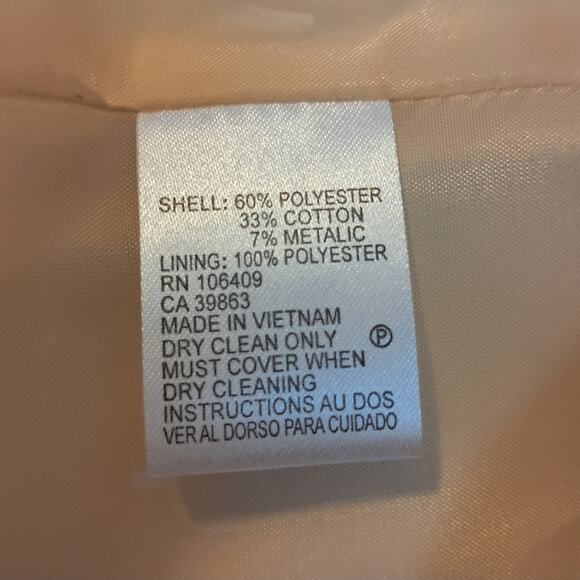 SHELL: 60% POLYESTER
33% COTTON
7% METALIC
LINING: 100% POLYESTER
RN 106409
CA 39863
MADE IN VIETNAM
DRY CLEAN ONLY Ⓟ
MUST COVER WHEN
DRY CLEANING
INSTRUCTIONS AU DOS
VER AL DORSO PARA CUIDADO